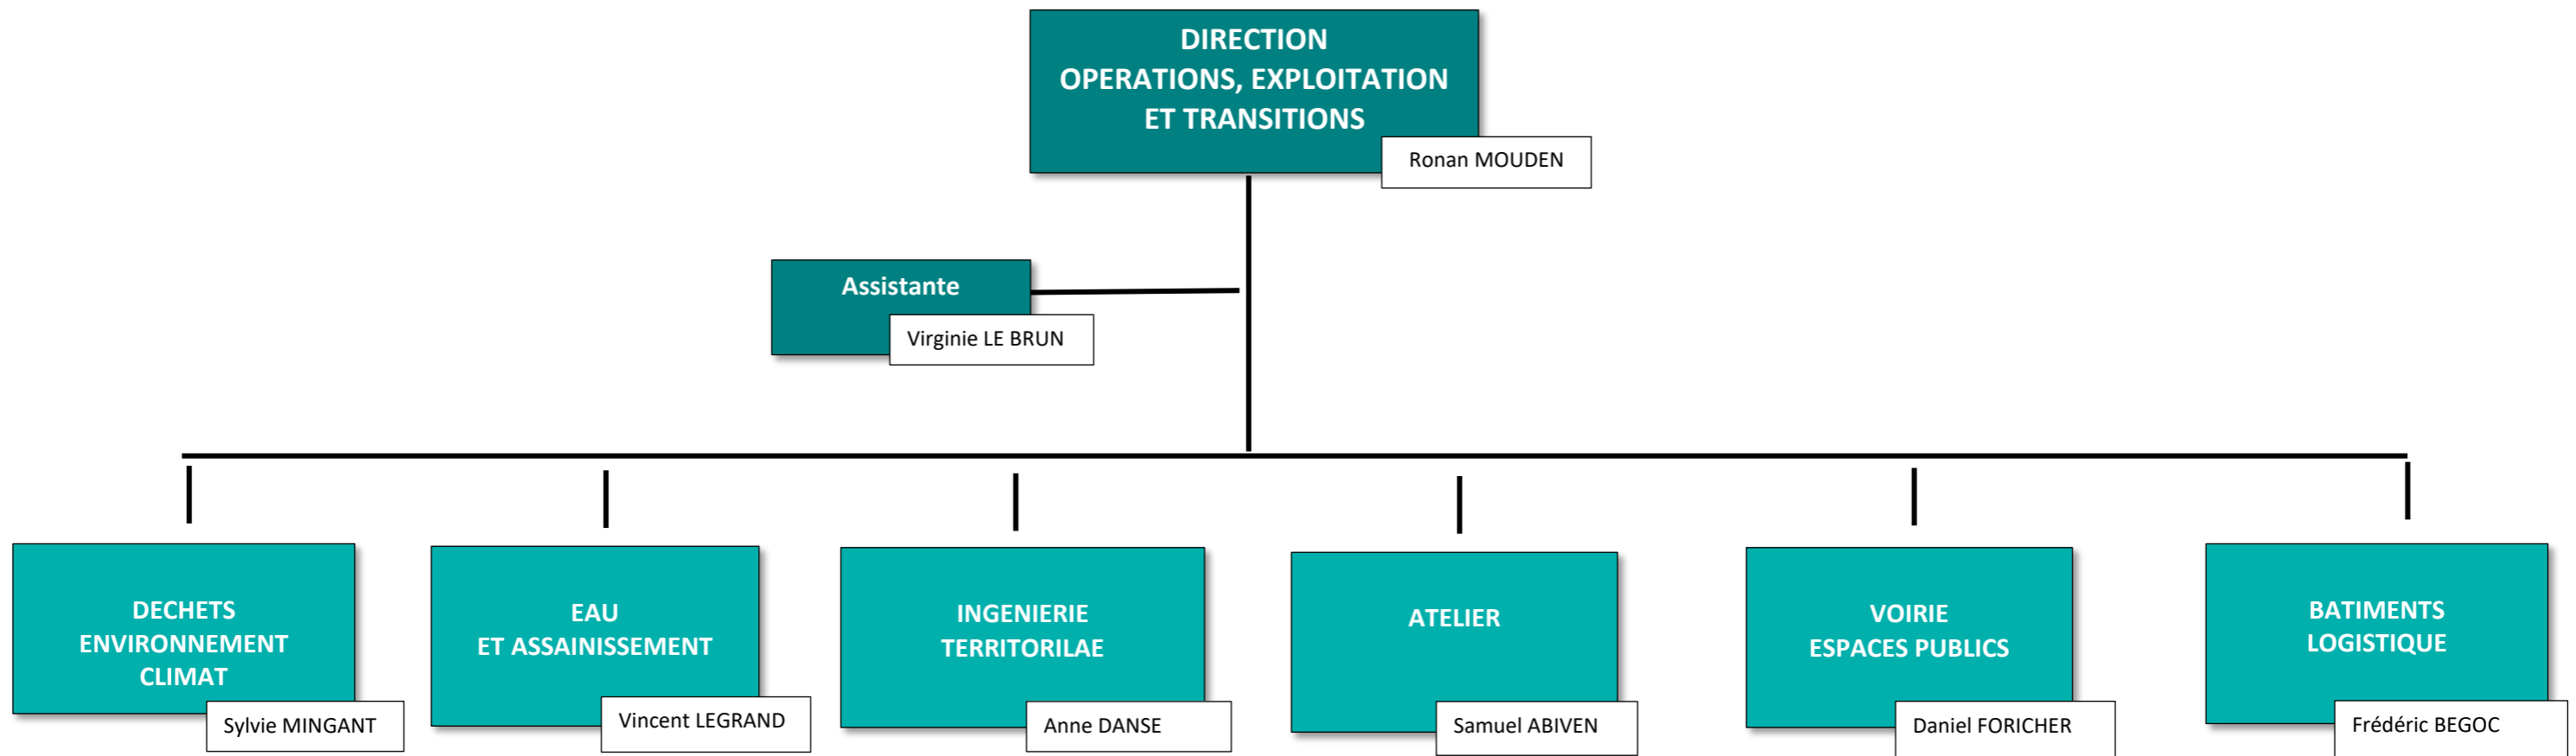 DIRECTION
OPERATIONS, EXPLOITATION
ET TRANSITIONS
Ronan MOUDEN
Assistante
Virginie LE BRUN
DECHETS
ENVIRONNEMENT
CLIMAT
Sylvie MINGANT
EAU
ET ASSAINISSEMENT
Vincent LEGRAND
INGENIERIE
TERRITORILAE
Anne DANSE
ATELIER
Samuel ABIVEN
VOIRIE
ESPACES PUBLICS
Daniel FORICHER
BATIMENTS
LOGISTIQUE
Frédéric BEGOC